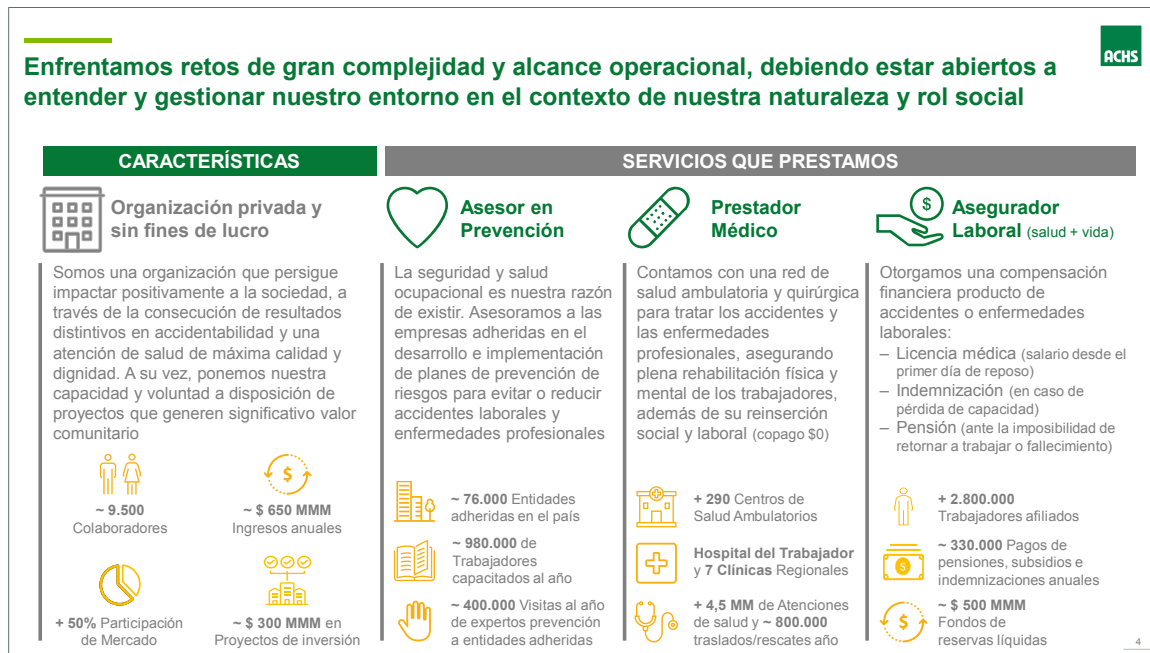 ACHS
Enfrentamos retos de gran complejidad y alcance operacional, debiendo estar abiertos a
entender y gestionar nuestro entorno en el contexto de nuestra naturaleza y rol social
CARACTERÍSTICAS
Organización privada y
sin fines de lucro
Somos una organización que persigue
impactar positivamente a la sociedad, a
través de la consecución de resultados
distintivos en accidentabilidad y una
atención de salud de máxima calidad y
dignidad. A su vez, ponemos nuestra
capacidad y voluntad a disposición de
proyectos que generen significativo valor
comunitario
~ 9.500
Colaboradores
~ $ 650 MMM
Ingresos anuales
+ 50% Participación
de Mercado
~ $ 300 MMM en
Proyectos de inversión
SERVICIOS QUE PRESTAMOS
Asesor en
Prevención
La seguridad y salud
ocupacional es nuestra razón
de existir. Asesoramos a las
empresas adheridas en el
desarrollo e implementación
de planes de prevención de
riesgos para evitar o reducir
accidentes laborales y
enfermedades profesionales
~ 76.000 Entidades
adheridas en el país
~ 980.000 de
Trabajadores
capacitados al año
~ 400.000 Visitas al año
de expertos prevención
a entidades adheridas
Prestador
Médico
Contamos con una red de
salud ambulatoria y quirúrgica
para tratar los accidentes y
las enfermedades
profesionales, asegurando
plena rehabilitación física y
mental de los trabajadores,
además de su reinserción
social y laboral (copago $0)
+ 290 Centros de
Salud Ambulatorios
Hospital del Trabajador
y 7 Clínicas Regionales
+ 4,5 MM de Atenciones
de salud y ~ 800.000
traslados/rescates año
$
Asegurador
Laboral (salud + vida)
Otorgamos una compensación
financiera producto de
accidentes o enfermedades
laborales:
– Licencia médica (salario desde el
primer día de reposo)
– Indemnización (en caso de
pérdida de capacidad)
– Pensión (ante la imposibilidad de
retornar a trabajar o fallecimiento)
+ 2.800.000
Trabajadores afiliados
~ 330.000 Pagos de
pensiones, subsidios e
indemnizaciones anuales
~ $ 500 MMM
Fondos de
reservas líquidas
4